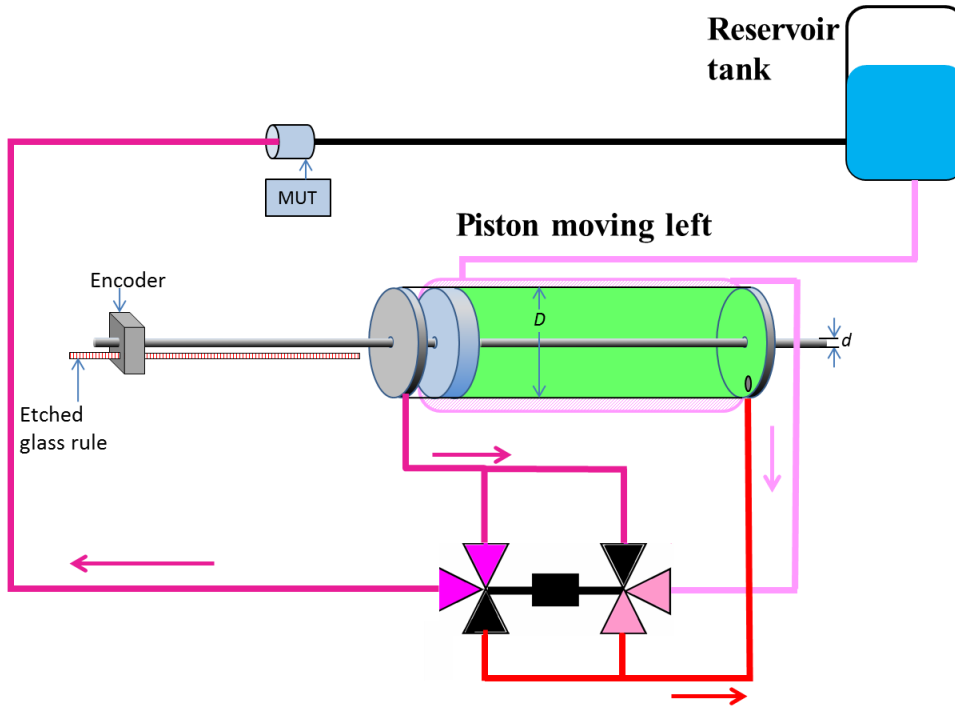 Reservoir
tank
MUT
Piston moving left
Encoder
D
d
Etched
glass rule